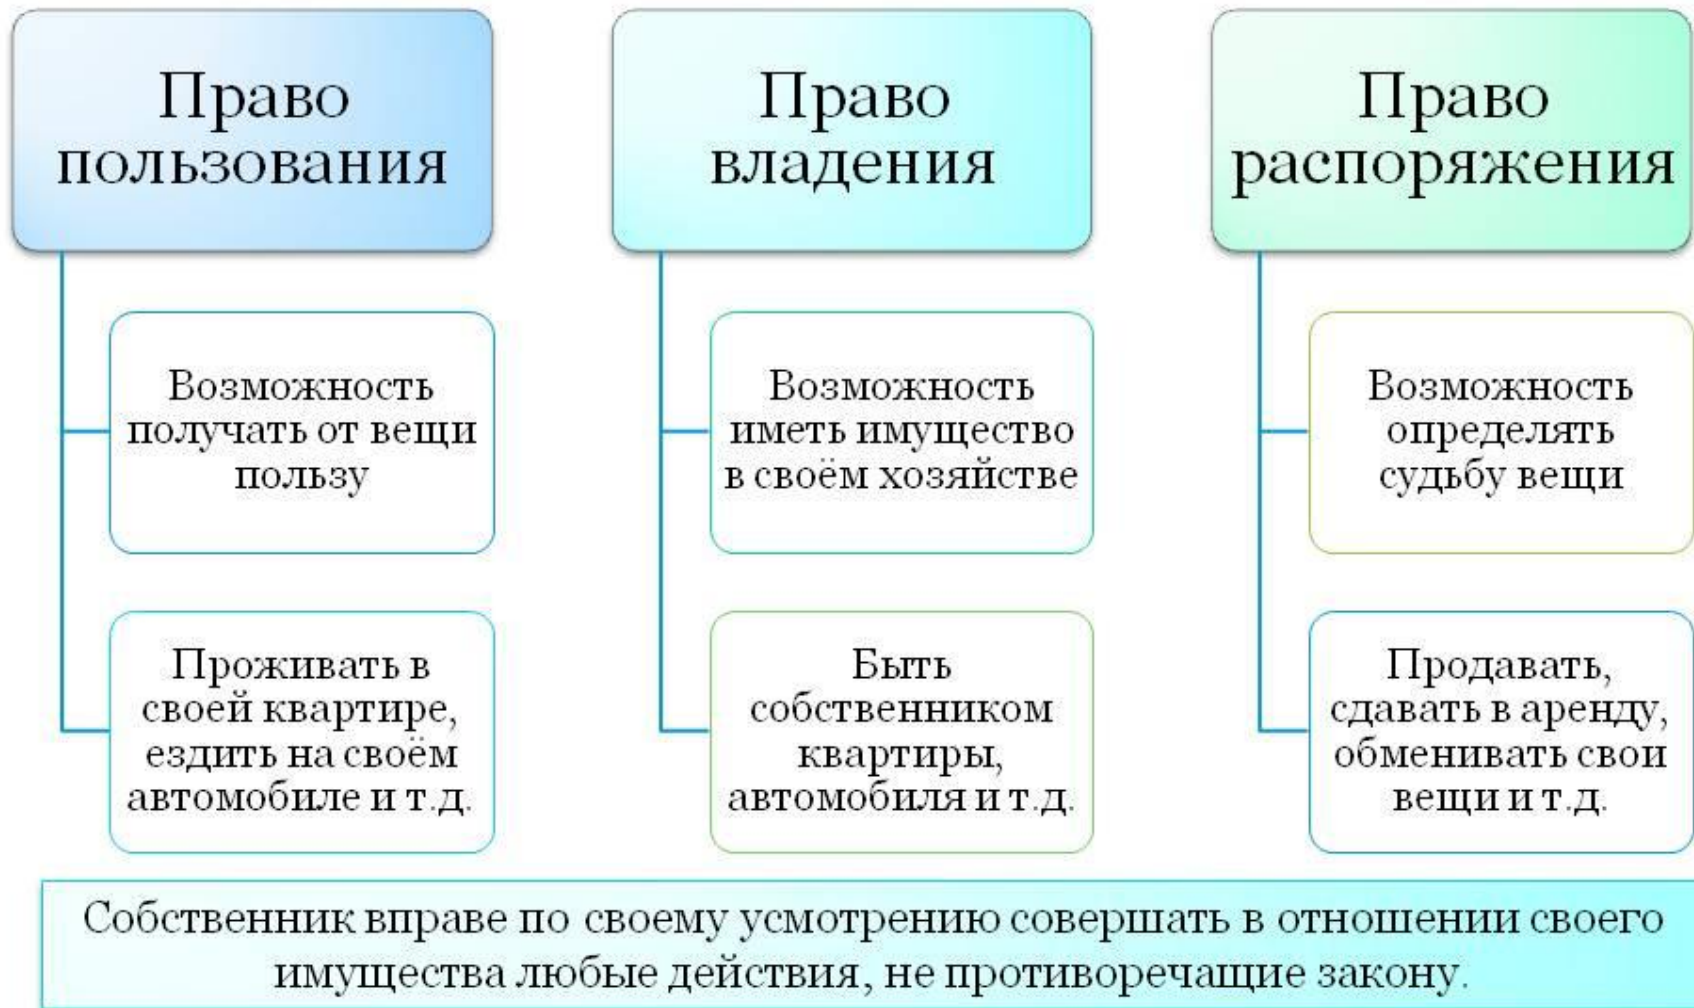 Право
пользования
Возможность
получать от вещи
пользу
Проживать в
своей квартире,
ездить на своём
автомобиле и т.д.
Право
владения
Возможность
иметь имущество
в своём хозяйстве
Быть
собственником
квартиры,
автомобиля и т.д.
Право
распоряжения
Возможность
определять
судьбу вещи
Продавать,
сдавать в аренду,
обменивать свои
вещи и т.д.
Собственник вправе по своему усмотрению совершать в отношении своего
имущества любые действия, не противоречащие закону.